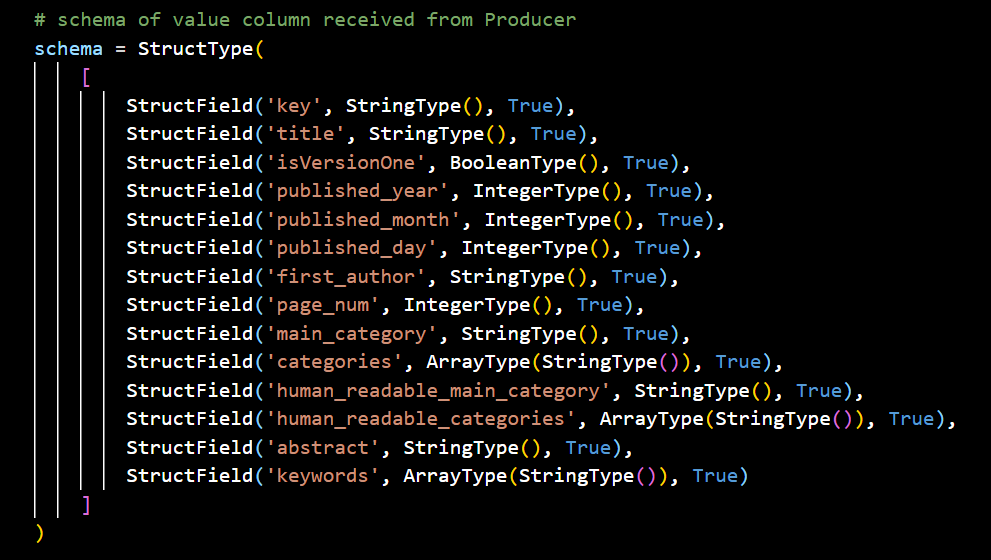 # schema of value column received from Producer
schema = StructType(
[
StructField('key', StringType(), True),
StructField('title', StringType(), True),
StructField('isVersionOne', BooleanType(), True),
StructField('published_year', IntegerType(), True),
StructField('published_month', IntegerType(), True),
StructField('published_day', IntegerType(), True),
StructField('first_author', StringType(), True),
StructField('page_num', IntegerType(), True),
StructField('main_category', StringType(), True),
StructField('categories', ArrayType(StringType()), True),
StructField('human_readable_main_category', StringType(), True),
StructField('human_readable_categories', ArrayType(StringType()), True),
StructField('abstract', StringType(), True),
StructField('keywords', ArrayType(StringType()), True)
]
)